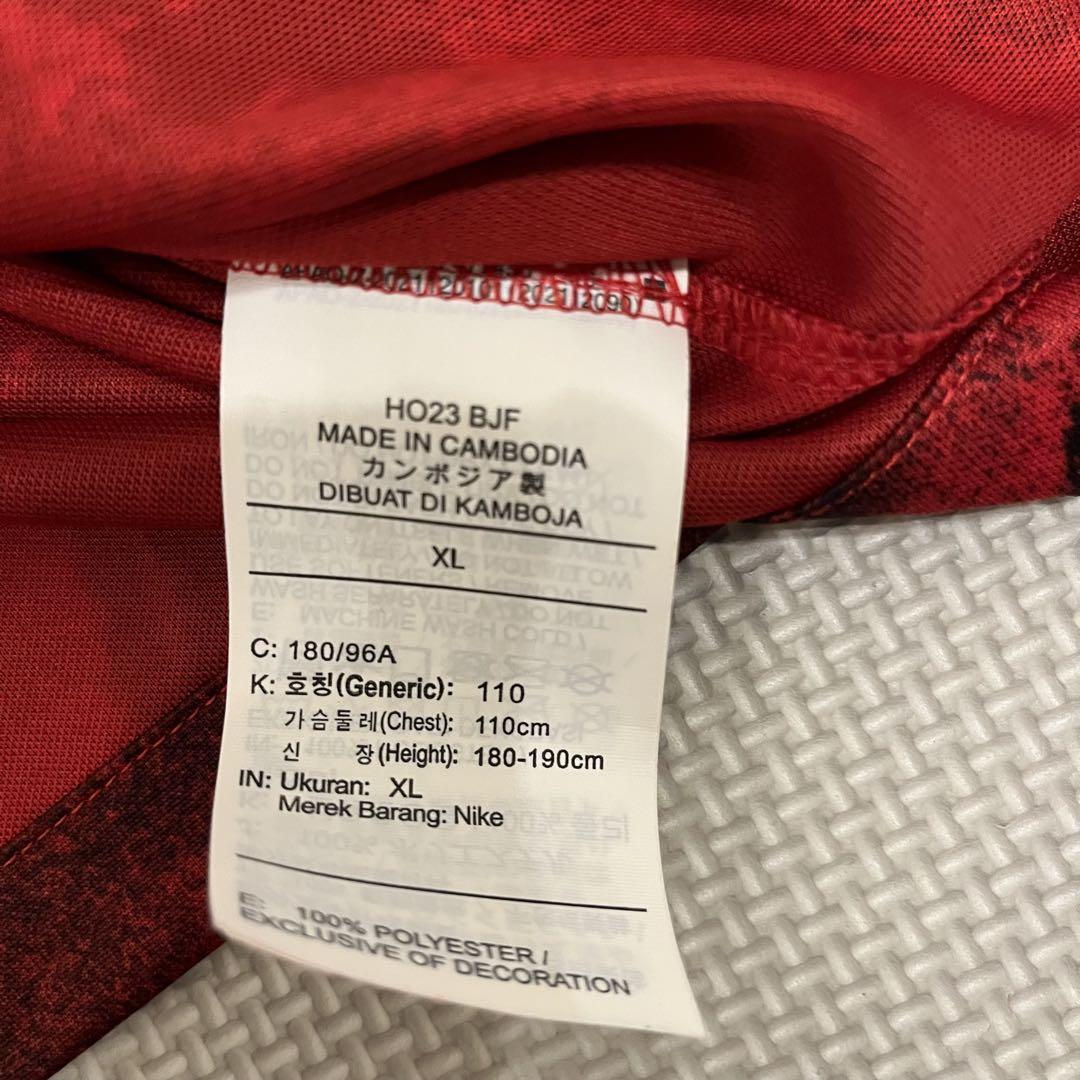 HO23 BJF
MADE IN CAMBODIA
カンボジア製
DIBUAT DI KAMBOJA
XL
C: 180/96A
K: 호칭(Generic): 110
가슴둘레(Chest): 110cm
신 장(Height): 180-190cm
IN: Ukuran: XL
Merek Barang: Nike
E: 100% POLYESTER /
EXCLUSIVE OF DECORATION